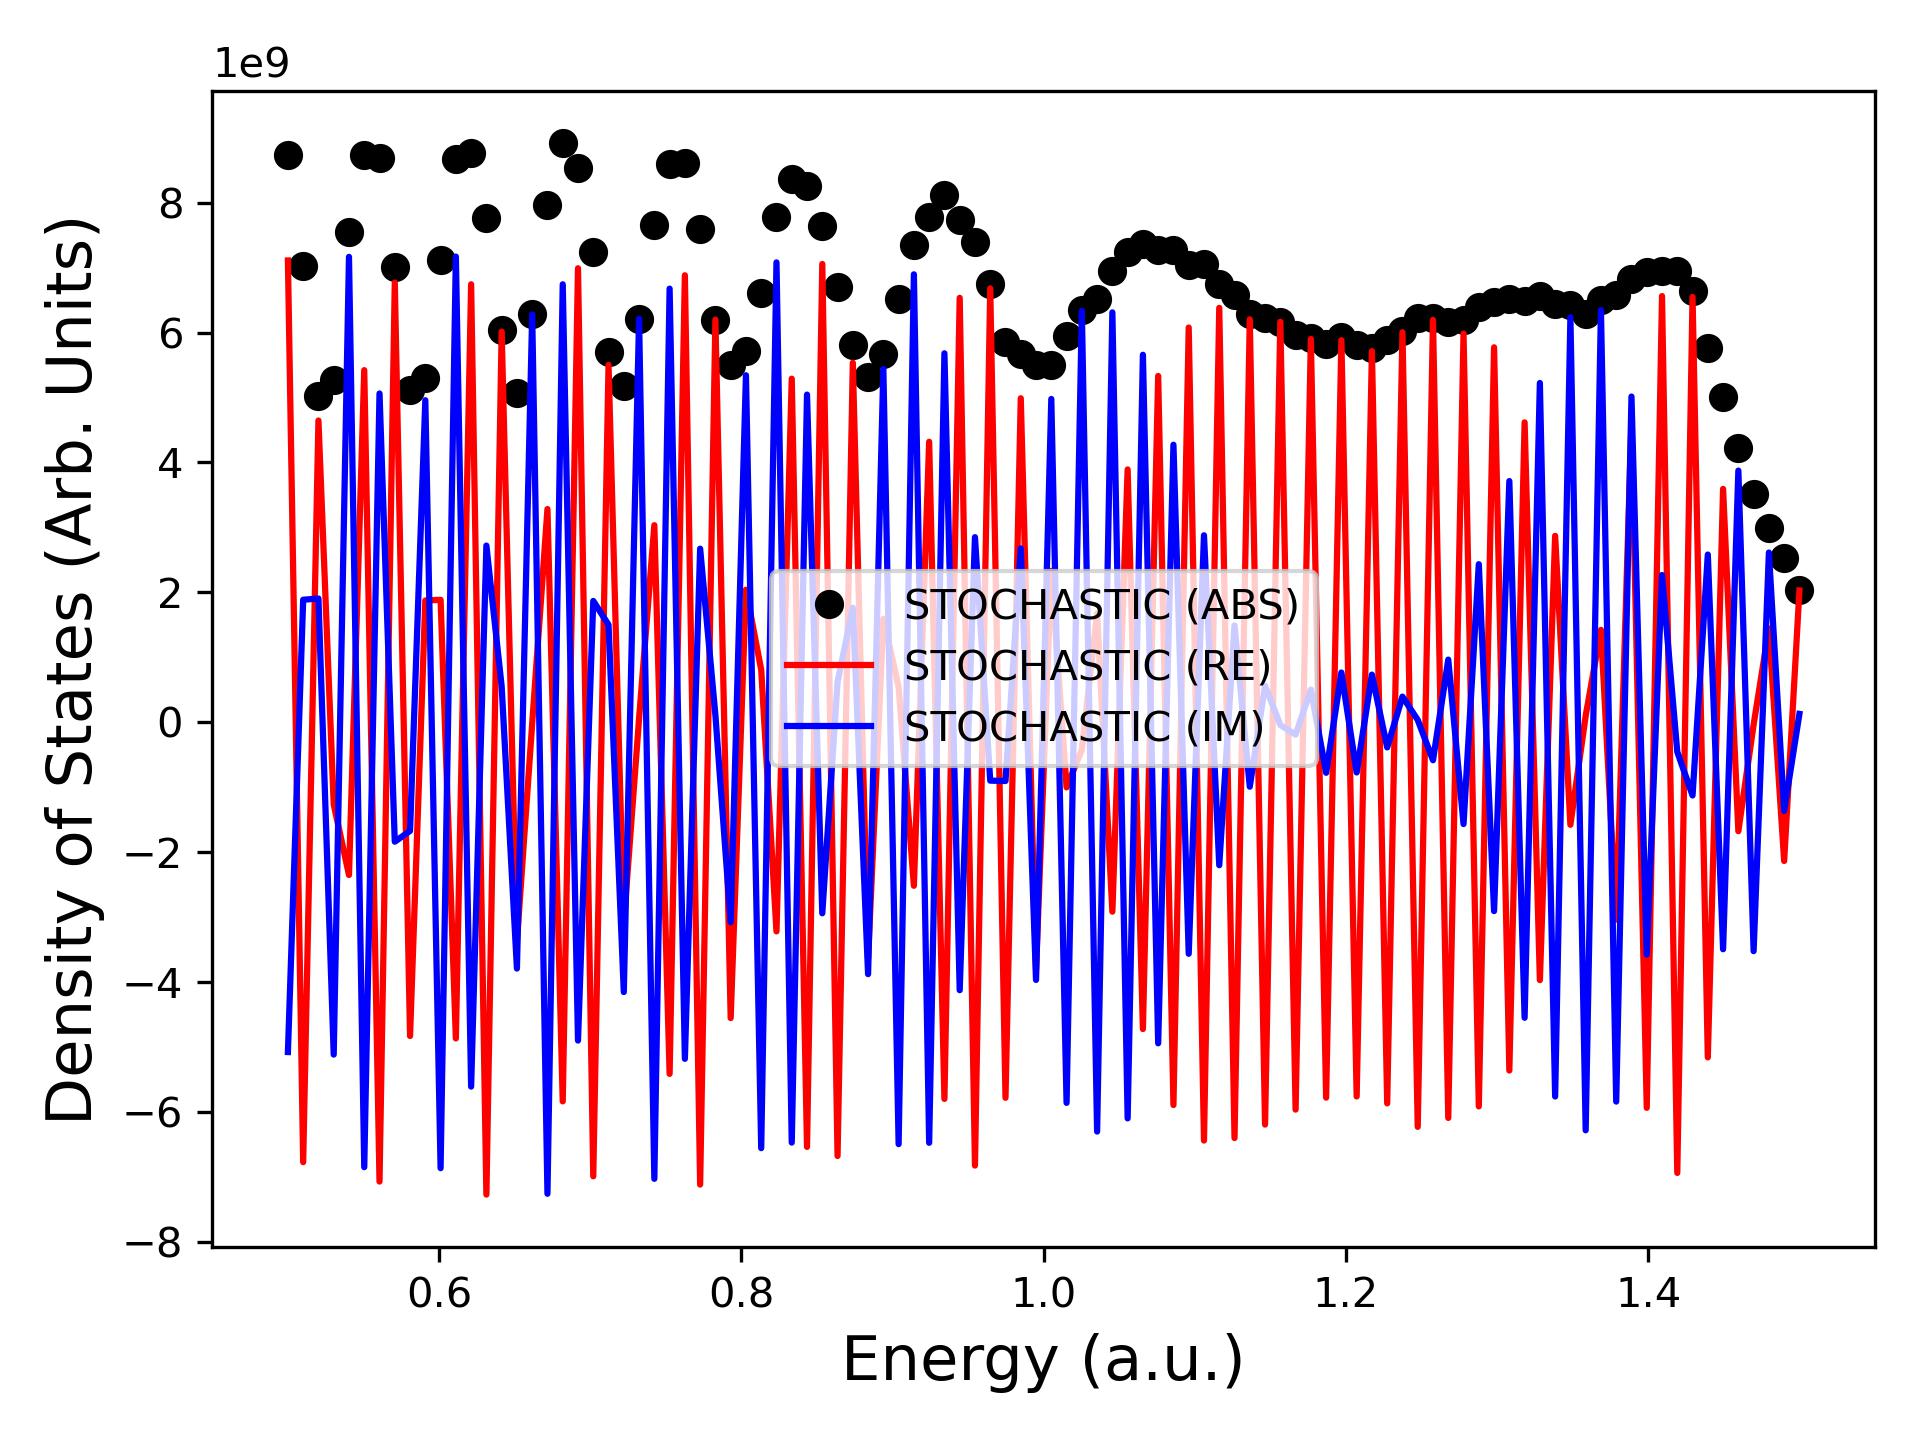 1e9
Density of States (Arb. Units)
8
6
4
2
0
−2
−4
−6
−8
STOCHASTIC (ABS)
STOCHASTIC (RE)
STOCHASTIC (IM)
0.6 0.8 1.0 1.2 1.4
Energy (a.u.)